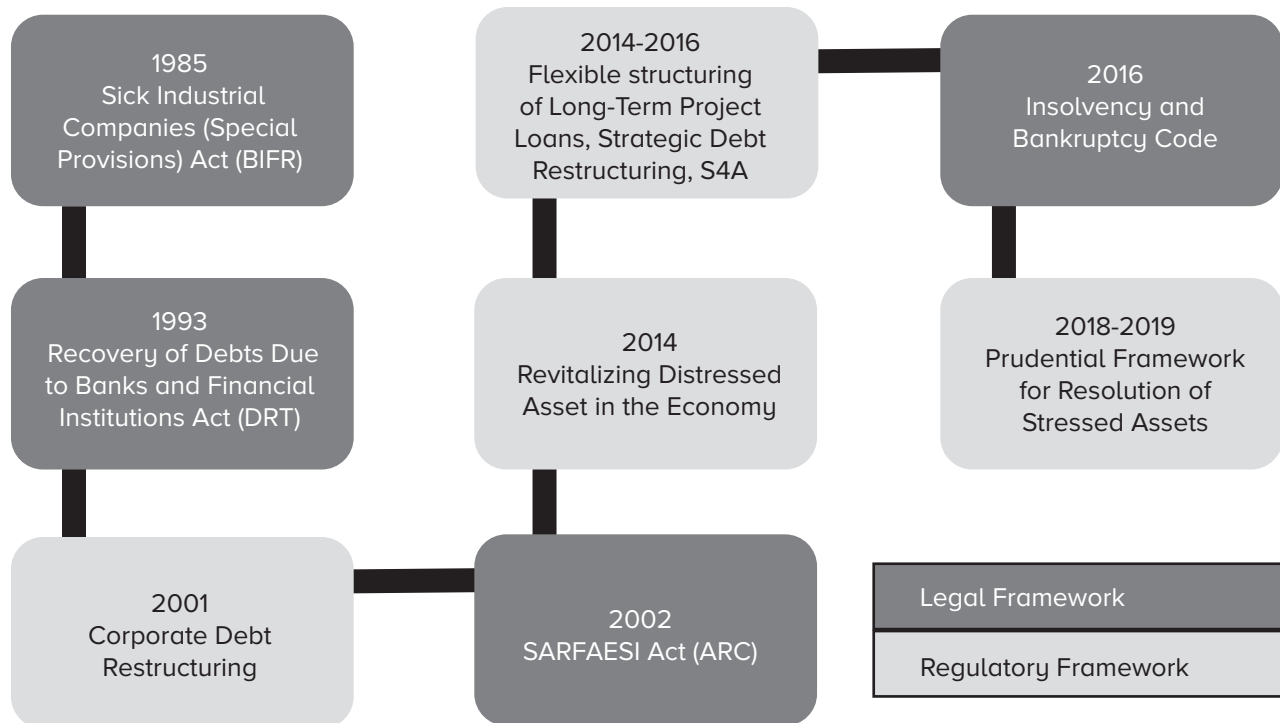 1985
Sick Industrial
Companies (Special
Provisions) Act (BIFR)
1993
Recovery of Debts Due
to Banks and Financial
Institutions Act (DRT)
2001
Corporate Debt
Restructuring
2002
SARFAESI Act (ARC)
2014
Revitalizing Distressed
Asset in the Economy
2014-2016
Flexible structuring
of Long-Term Project
Loans, Strategic Debt
Restructuring, S4A
2016
Insolvency and
Bankruptcy Code
2018-2019
Prudential Framework
for Resolution of
Stressed Assets
Legal Framework
Regulatory Framework